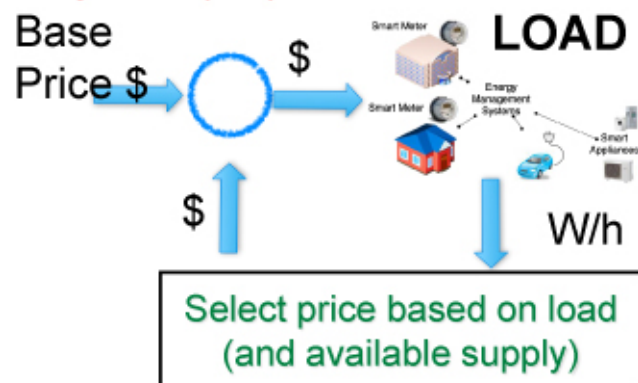 Base
Price $
$
Smart Meter
LOAD
Energy
Management
Systems
Smart Meter
Smart
Appliances
$
W/h
Select price based on load
(and available supply)